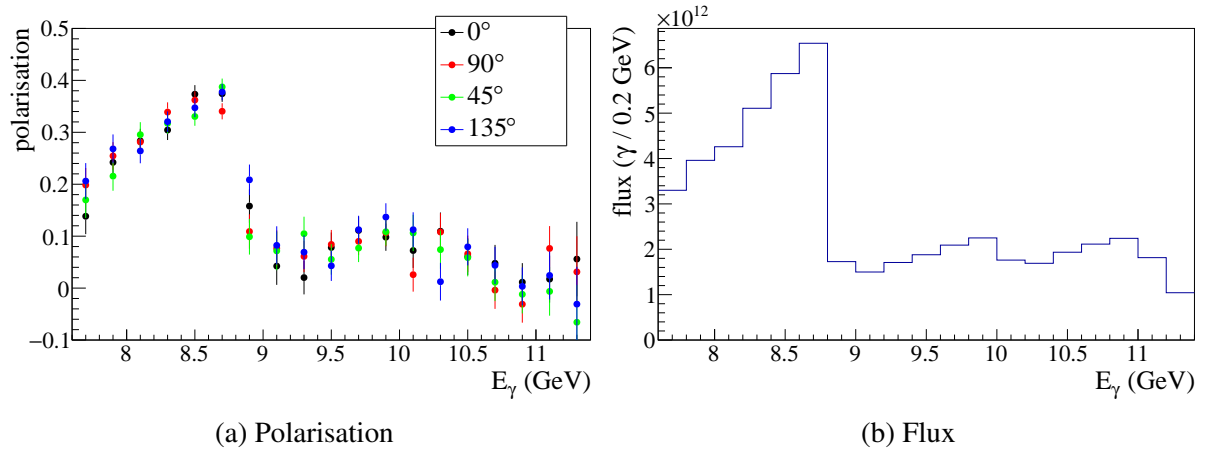 polarisation
0.5
0.4
0.3
0.2
0.1
0
−0.1
0°
90°
45°
135°
8 8.5 9 9.5 10 10.5 11
E_γ (GeV)
(a) Polarisation
×10^12
flux (γ / 0.2 GeV)
6
5
4
3
2
1
0
8 8.5 9 9.5 10 10.5 11
E_γ (GeV)
(b) Flux